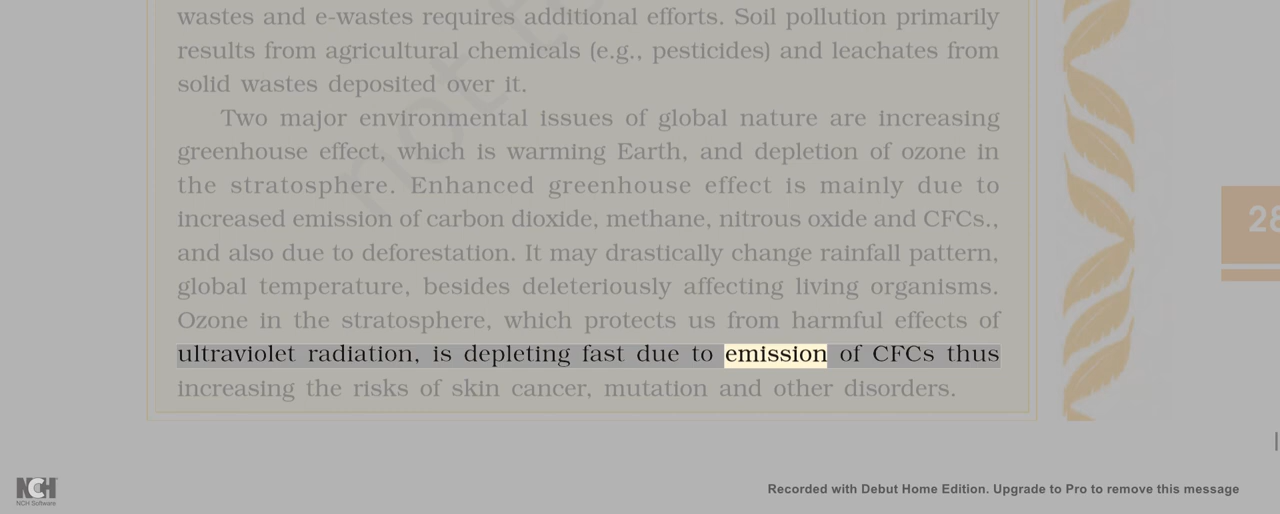 wastes and e-wastes requires additional efforts. Soil pollution primarily
results from agricultural chemicals (e.g., pesticides) and leachates from
solid wastes deposited over it.
Two major environmental issues of global nature are increasing
greenhouse effect, which is warming Earth, and depletion of ozone in
the stratosphere. Enhanced greenhouse effect is mainly due to
increased emission of carbon dioxide, methane, nitrous oxide and CFCs.,
and also due to deforestation. It may drastically change rainfall pattern,
global temperature, besides deleteriously affecting living organisms.
Ozone in the stratosphere, which protects us from harmful effects of
ultraviolet radiation, is depleting fast due to emission of CFCs thus
increasing the risks of skin cancer, mutation and other disorders.
28
NCH
NCH Software
Recorded with Debut Home Edition. Upgrade to Pro to remove this message